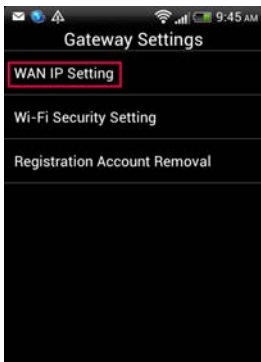 9:45 AM
Gateway Settings
WAN IP Setting
Wi-Fi Security Setting
Registration Account Removal